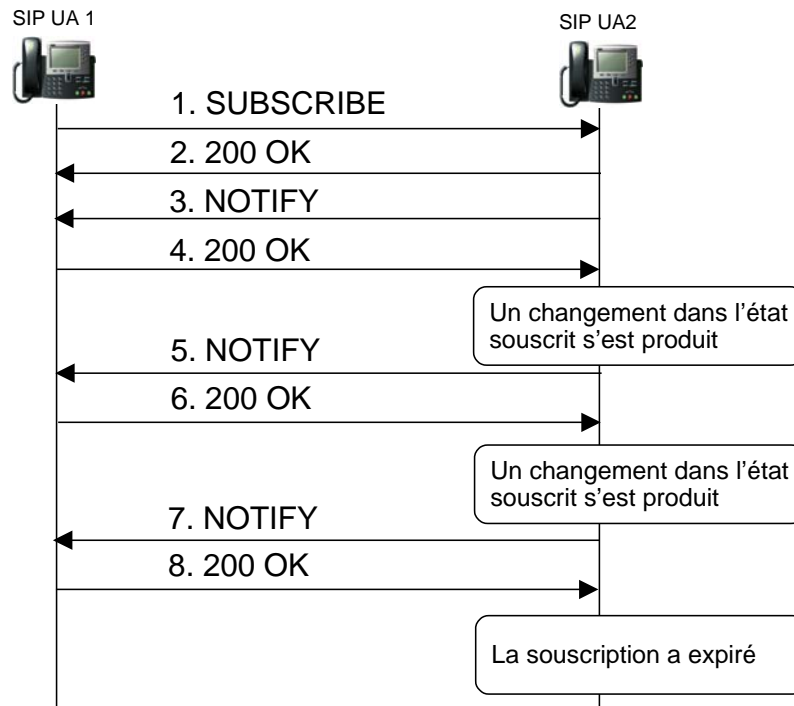 SIP UA 1
SIP UA2
1. SUBSCRIBE
2. 200 OK
3. NOTIFY
4. 200 OK
Un changement dans l’état
souscrit s’est produit
5. NOTIFY
6. 200 OK
Un changement dans l’état
souscrit s’est produit
7. NOTIFY
8. 200 OK
La souscription a expiré